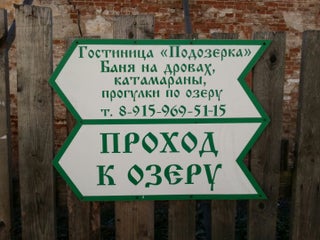 Гостиница «Подозерка»
Баня на дровах,
катамараны,
прогулки по озеру
т. 8-915-969-51-15
ПРОХОД
К ОЗЕРУ